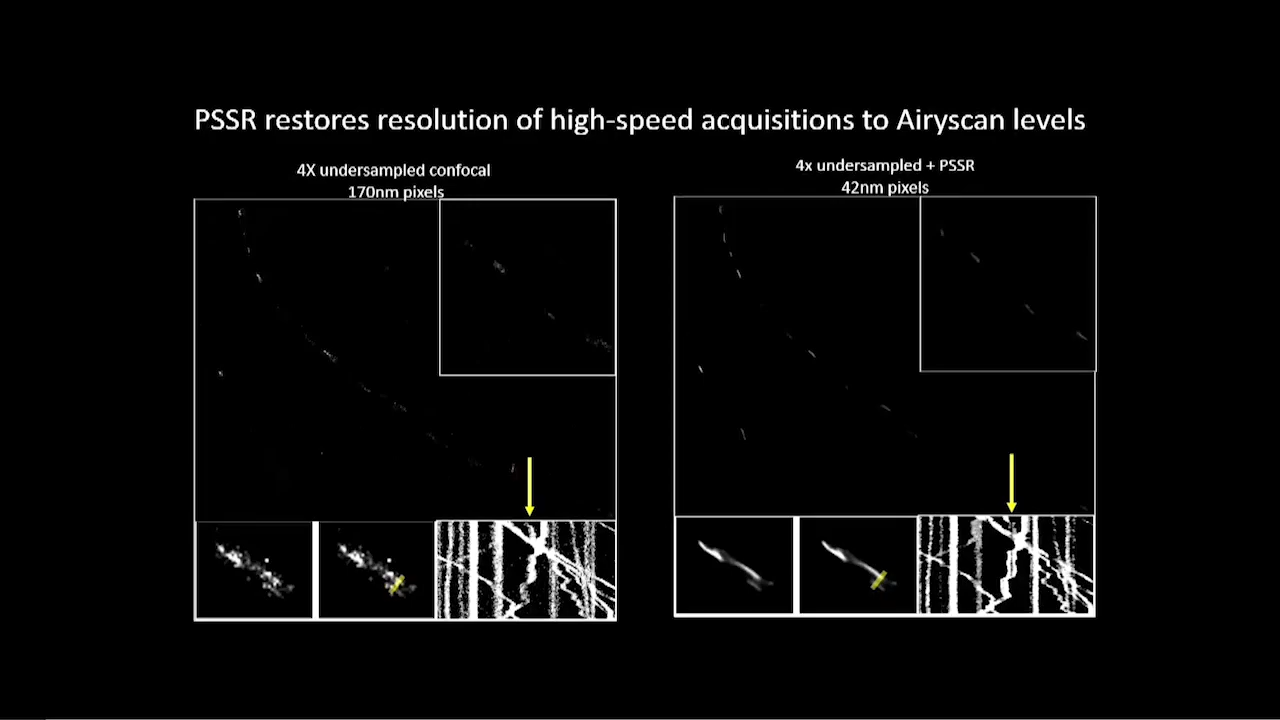 PSSR restores resolution of high-speed acquisitions to Airyscan levels
4X undersampled confocal
170nm pixels
4x undersampled + PSSR
42nm pixels